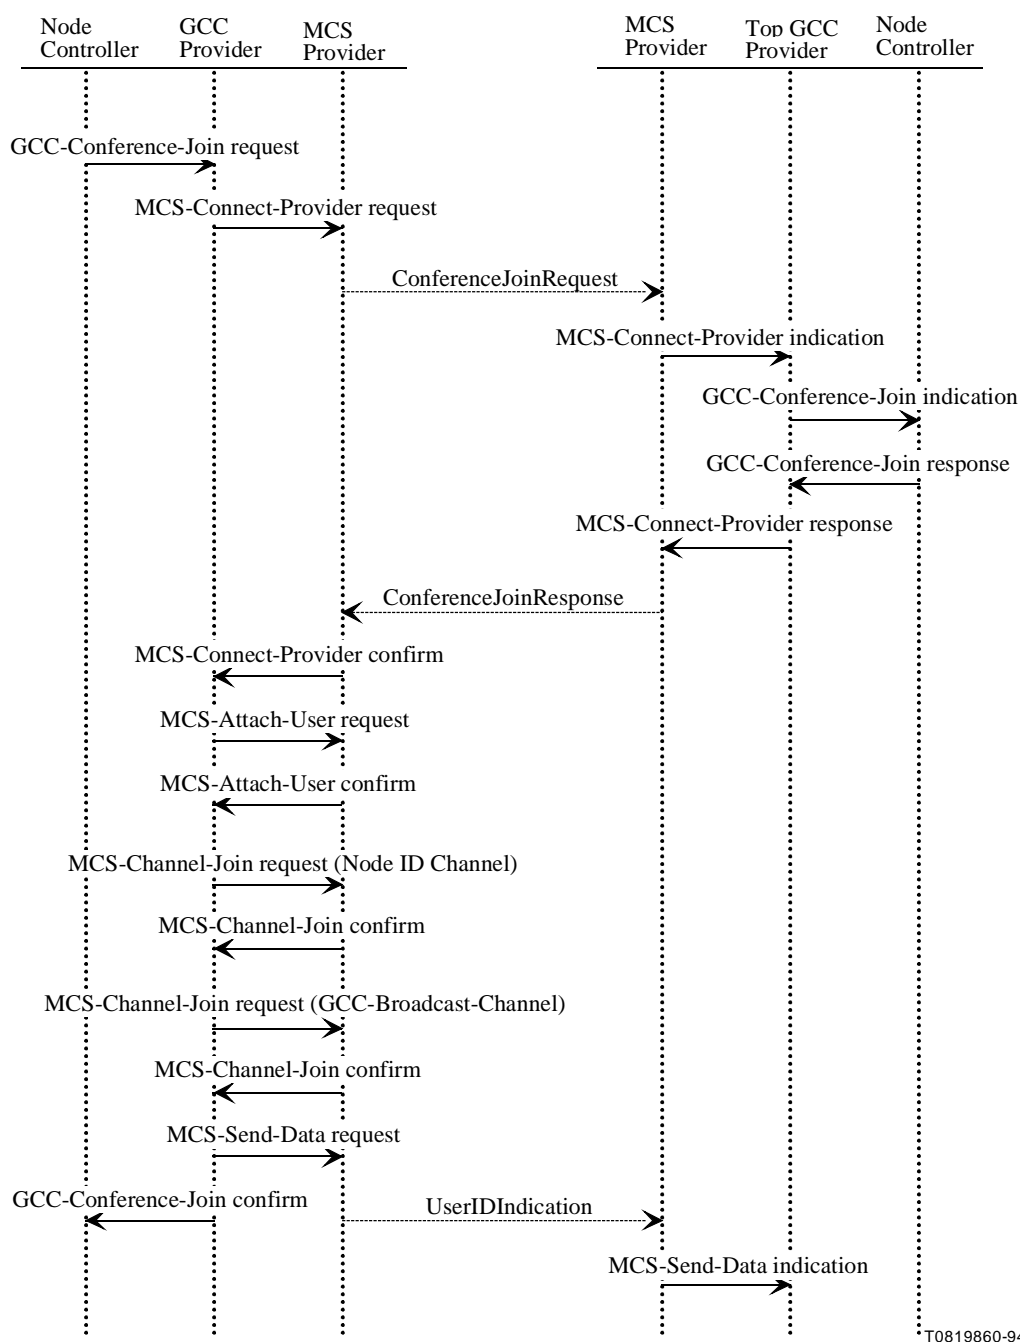 Node
Controller
GCC
Provider
MCS
Provider
MCS
Provider
Top GCC
Provider
Node
Controller
GCC-Conference-Join request
MCS-Connect-Provider request
ConferenceJoinRequest
MCS-Connect-Provider indication
GCC-Conference-Join indication
GCC-Conference-Join response
MCS-Connect-Provider response
ConferenceJoinResponse
MCS-Connect-Provider confirm
MCS-Attach-User request
MCS-Attach-User confirm
MCS-Channel-Join request (Node ID Channel)
MCS-Channel-Join confirm
MCS-Channel-Join request (GCC-Broadcast-Channel)
MCS-Channel-Join confirm
MCS-Send-Data request
GCC-Conference-Join confirm
UserIDIndication
MCS-Send-Data indication
T0819860-94